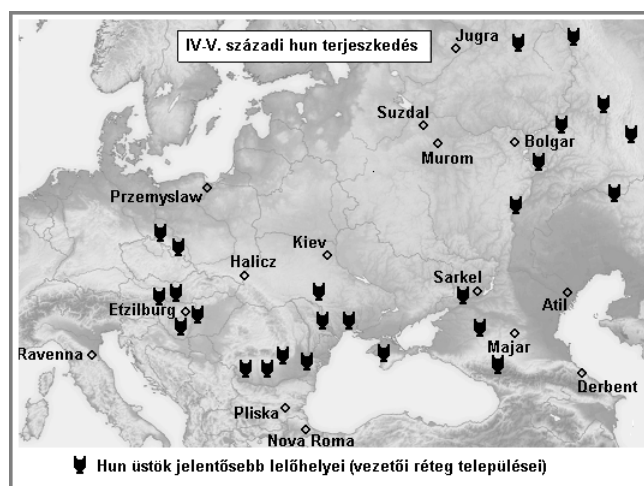 IV-V. századi hun terjeszkedés
Jugra
Suzdal
Murom
Bolgar
Przemyslaw
Kiev
Halicz
Sarkel
Etzilburg
Atil
Ravenna
Majar
Derbent
Pliska
Nova Roma
Hun üstök jelentősebb lelőhelyei (vezetői réteg települései)